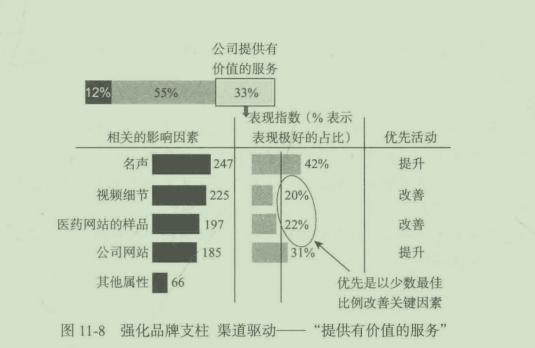 公司提供有
价值的服务
12% 55% 33%
表现指数（% 表示
相关的影响因素 表现极好的占比） 优先活动
名声 247 42% 提升
视频细节 225 20% 改善
医药网站的样品 197 22% 改善
公司网站 185 31% 提升
其他属性 66
优先是以少数最佳
比例改善关键因素
图 11-8 强化品牌支柱 渠道驱动——“提供有价值的服务”